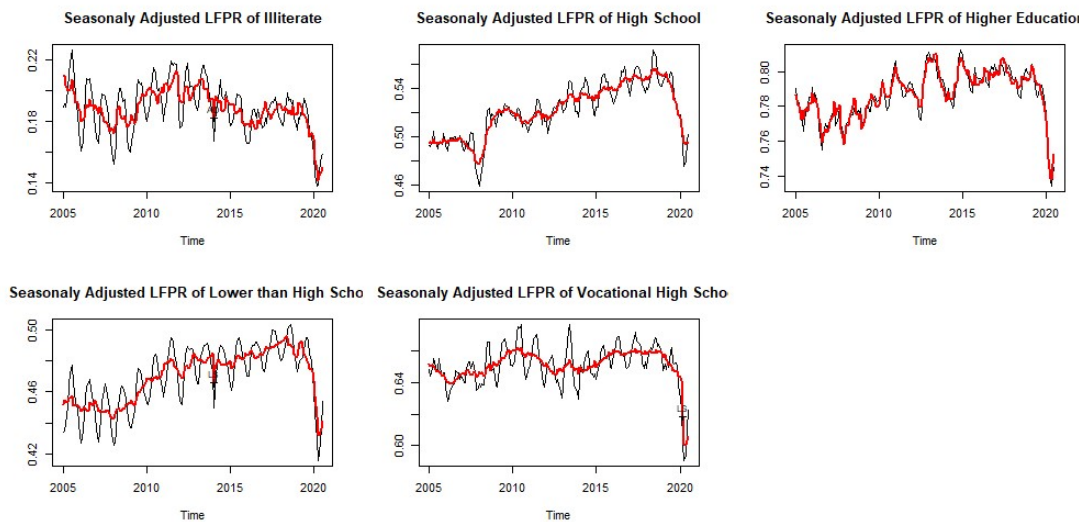 Seasonaly Adjusted LFPR of Illiterate
0.22
0.18
0.14
2005 2010 2015 2020
Time
Seasonaly Adjusted LFPR of High School
0.54
0.50
0.46
2005 2010 2015 2020
Time
Seasonaly Adjusted LFPR of Higher Education
0.80
0.78
0.76
0.74
2005 2010 2015 2020
Time
Seasonaly Adjusted LFPR of Lower than High Scho
0.50
0.46
0.42
2005 2010 2015 2020
Time
Seasonaly Adjusted LFPR of Vocational High Scho
0.64
0.60
2005 2010 2015 2020
Time